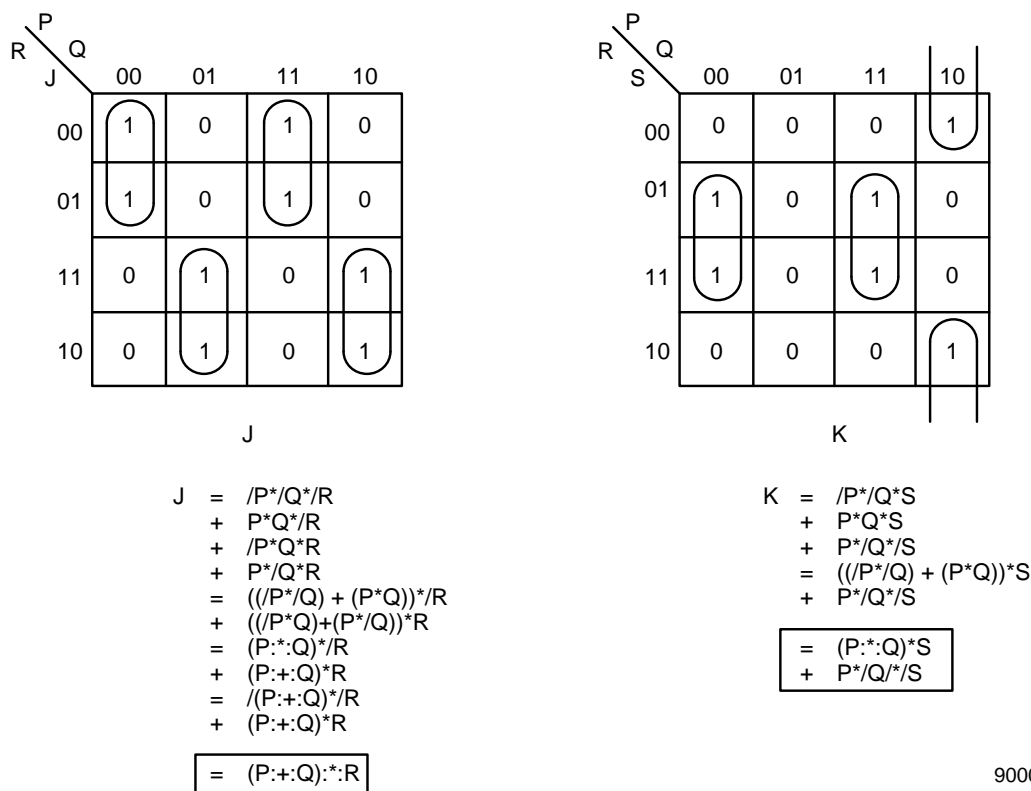 P
R Q
J 00 01 11 10
00 1 0 1 0
01 1 0 1 0
11 0 1 0 1
10 0 1 0 1
J
J = /P*/Q*/R
+ P*Q*/R
+ /P*Q*R
+ P*/Q*R
= ((/P*/Q) + (P*Q))*/R
+ ((/P*Q)+(P*/Q))*R
= (P:*:Q)*/R
+ (P:+:Q)*R
= /(P:+:Q)*/R
+ (P:+:Q)*R
= (P:+:Q):*:R
P
R Q
S 00 01 11 10
00 0 0 0 1
01 1 0 1 0
11 1 0 1 0
10 0 0 0 1
K
K = /P*/Q*S
+ P*Q*S
+ P*/Q*/S
= ((/P*/Q) + (P*Q))*S
+ P*/Q*/S
= (P:*:Q)*S
+ P*/Q/*/S